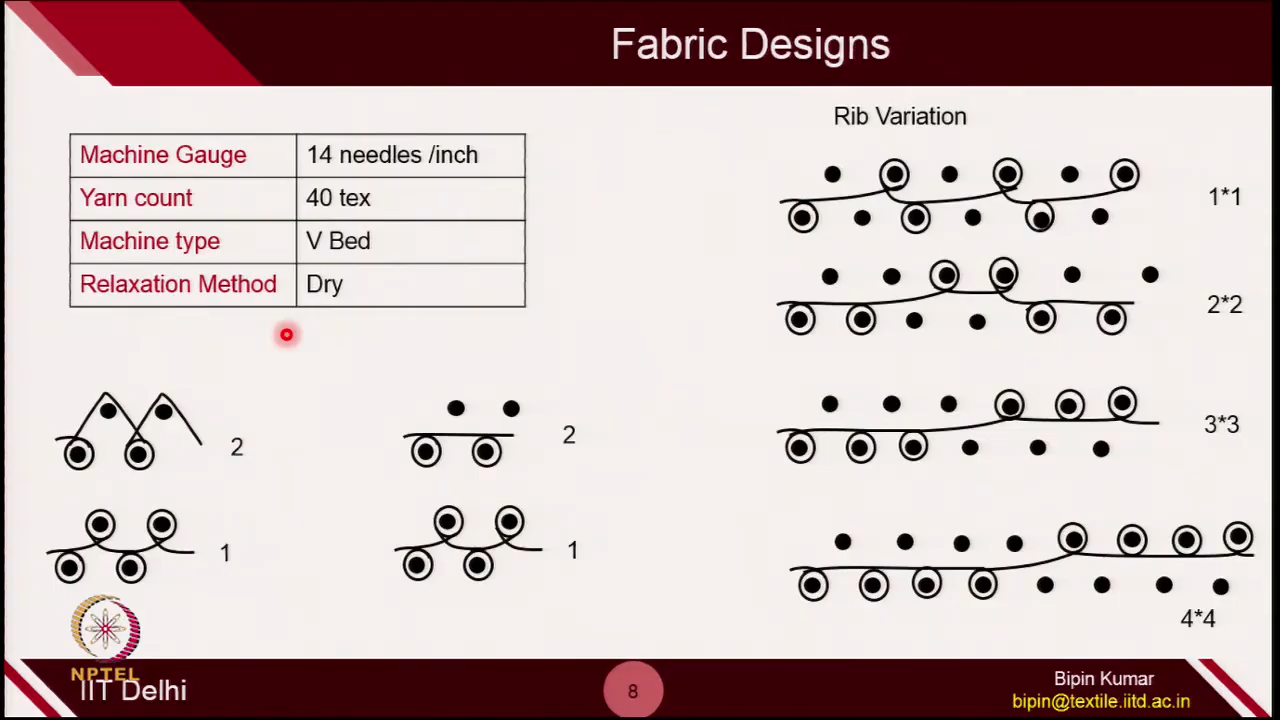 Fabric Designs
Machine Gauge 14 needles /inch
Yarn count 40 tex
Machine type V Bed
Relaxation Method Dry
Rib Variation
1*1
2*2
3*3
4*4
2
1
2
1
NPTEL
IIT Delhi
8
Bipin Kumar
bipin@textile.iitd.ac.in